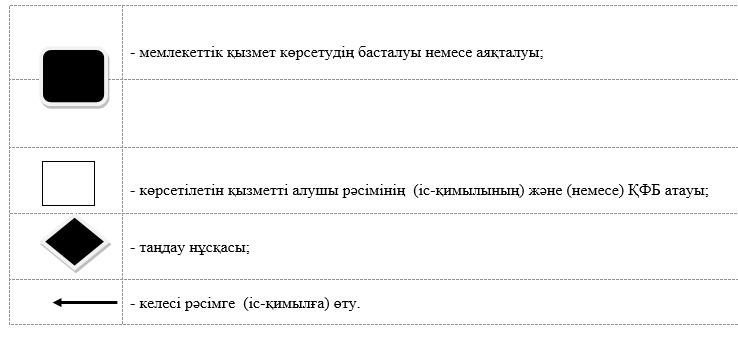 - мемлекеттік қызмет көрсетудің басталуы немесе аяқталуы;
- көрсетілетін қызметті алушы рәсімінің (іс-қимылының) және (немесе) ҚФБ атауы;
- таңдау нұсқасы;
- келесі рәсімге (іс-қимылға) өту.